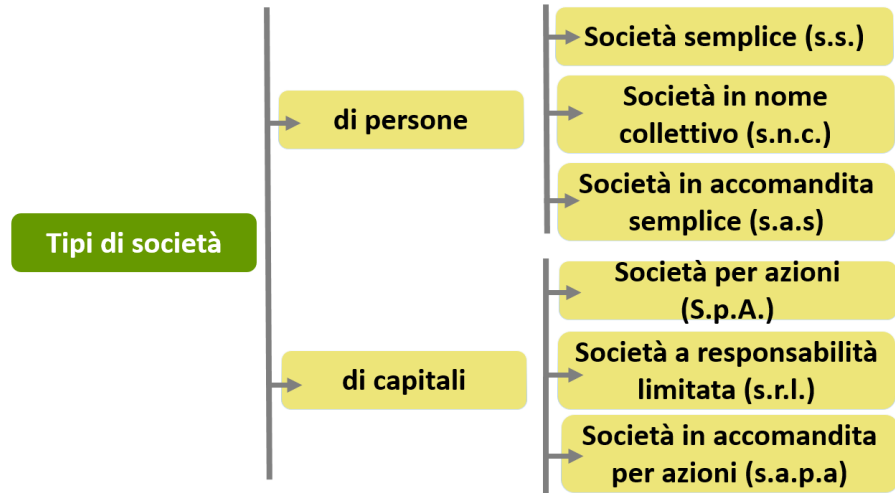 Tipi di società
di persone
Società semplice (s.s.)
Società in nome
collettivo (s.n.c.)
Società in accomandita
semplice (s.a.s)
di capitali
Società per azioni
(S.p.A.)
Società a responsabilità
limitata (s.r.l.)
Società in accomandita
per azioni (s.a.p.a)